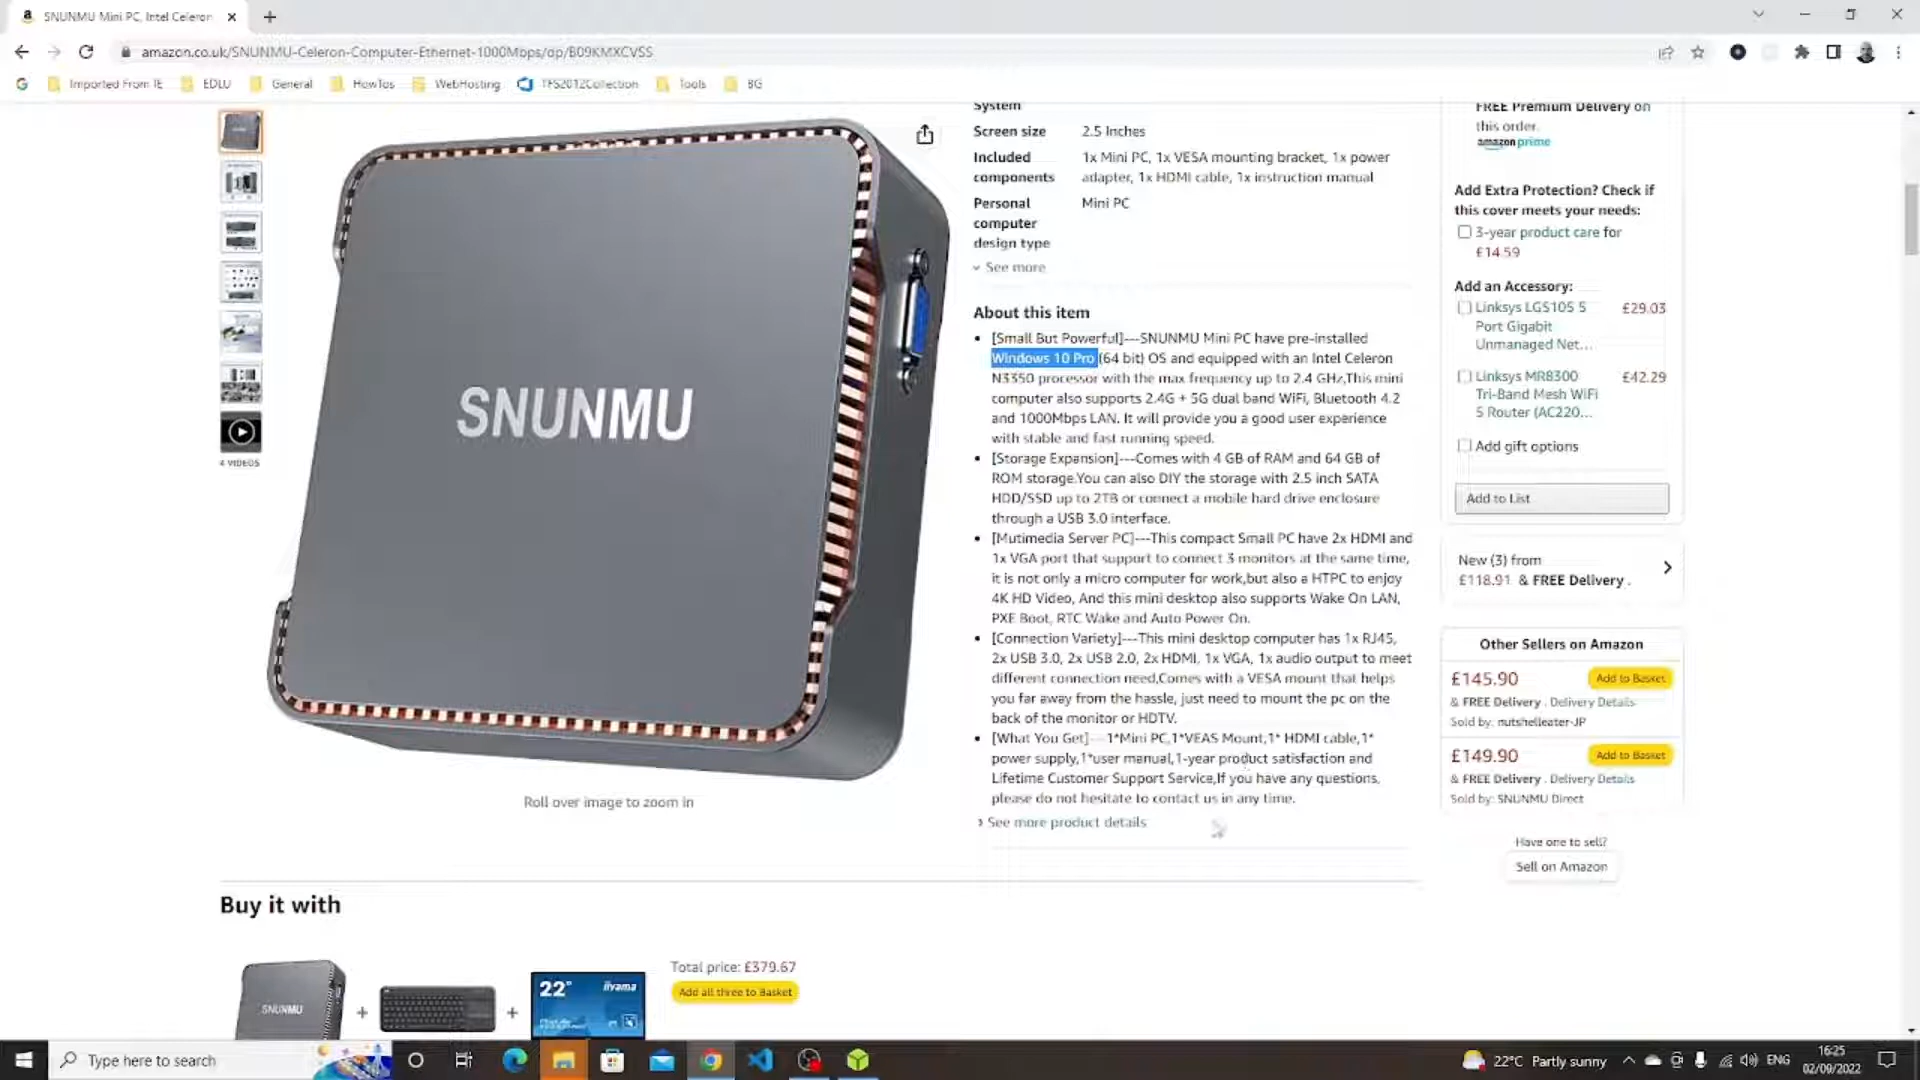 SNUNMU Mini PC, Intel Celeron
amazon.co.uk/SNUNMU-Celeron-Computer-Ethernet-1000Mbps/dp/B09KMXCVSS
Imported From IE
EDLU
General
HowTos
WebHosting
TFS2012Collection
Tools
BG
4 VIDEOS
SNUNMU
Roll over image to zoom in
System
Screen size 2.5 Inches
Included components 1x Mini PC, 1x VESA mounting bracket, 1x power
adapter, 1x HDMI cable, 1x instruction manual
Personal computer design type Mini PC
See more
About this item
[Small But Powerful]---SNUNMU Mini PC have pre-installed
Windows 10 Pro (64 bit) OS and equipped with an Intel Celeron
N3350 processor with the max frequency up to 2.4 GHz,This mini
computer also supports 2.4G + 5G dual band WiFi, Bluetooth 4.2
and 1000Mbps LAN. It will provide you a good user experience
with stable and fast running speed.
[Storage Expansion]---Comes with 4 GB of RAM and 64 GB of
ROM storage.You can also DIY the storage with 2.5 inch SATA
HDD/SSD up to 2TB or connect a mobile hard drive enclosure
through a USB 3.0 interface.
[Mutimedia Server PC]---This compact Small PC have 2x HDMI and
1x VGA port that support to connect 3 monitors at the same time,
it is not only a micro computer for work,but also a HTPC to enjoy
4K HD Video, And this mini desktop also supports Wake On LAN,
PXE Boot, RTC Wake and Auto Power On.
[Connection Variety]---This mini desktop computer has 1x RJ45,
2x USB 3.0, 2x USB 2.0, 2x HDMI, 1x VGA, 1x audio output to meet
different connection need,Comes with a VESA mount that helps
you far away from the hassle, just need to mount the pc on the
back of the monitor or HDTV.
[What You Get]---1*Mini PC,1*VEAS Mount,1* HDMI cable,1*
power supply,1*user manual,1-year product satisfaction and
Lifetime Customer Support Service,If you have any questions,
please do not hesitate to contact us in any time.
See more product details
FREE Premium Delivery on
this order.
amazon prime
Add Extra Protection? Check if
this cover meets your needs:
3-year product care for
£14.59
Add an Accessory:
Linksys LGS105 5 £29.03
Port Gigabit
Unmanaged Net...
Linksys MR8300 £42.29
Tri-Band Mesh WiFi
5 Router (AC220...
Add gift options
Add to List
New (3) from
£118.91 & FREE Delivery .
Other Sellers on Amazon
£145.90 Add to Basket
& FREE Delivery . Delivery Details
Sold by: nutshelleater-JP
£149.90 Add to Basket
& FREE Delivery . Delivery Details
Sold by: SNUNMU Direct
Have one to sell?
Sell on Amazon
Buy it with
SNUNMU
+
+
22" iiyama
Total price: £379.67
Add all three to Basket
Type here to search
22°C Partly sunny
ENG
16:25
02/09/2022